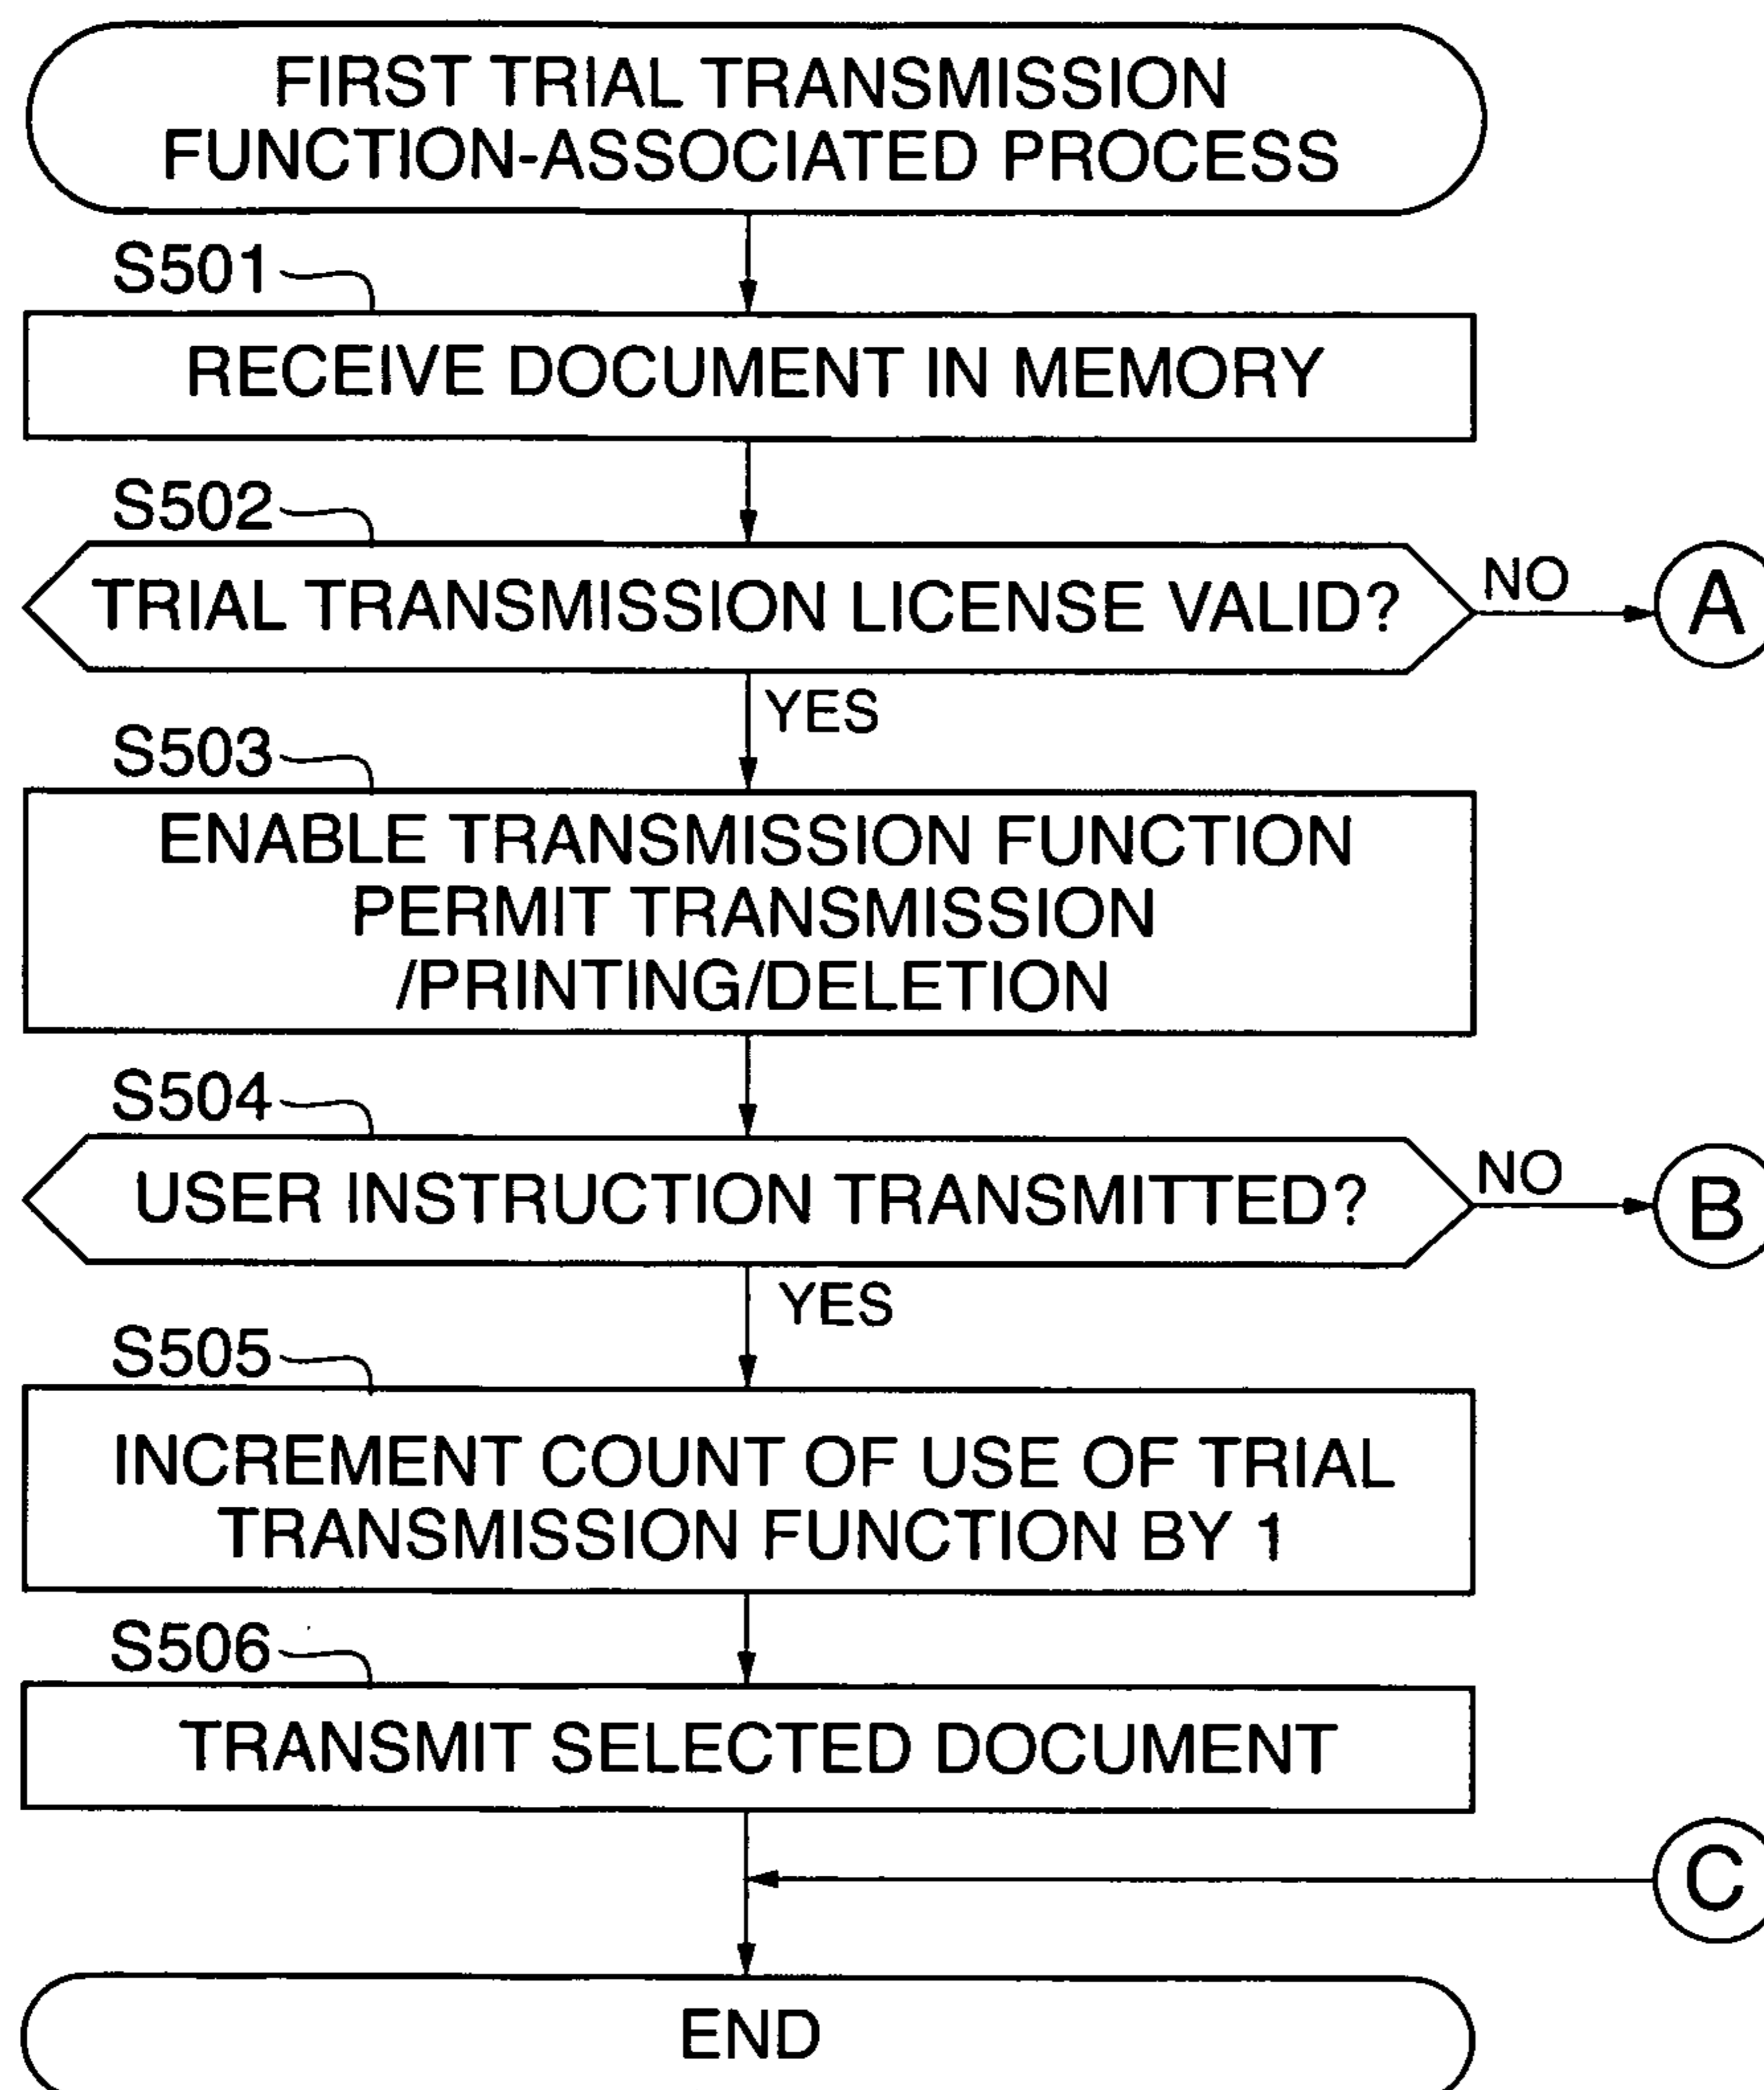 FIRST TRIAL TRANSMISSION
FUNCTION-ASSOCIATED PROCESS
S501
RECEIVE DOCUMENT IN MEMORY
S502
TRIAL TRANSMISSION LICENSE VALID?
NO
A
YES
S503
ENABLE TRANSMISSION FUNCTION
PERMIT TRANSMISSION
/PRINTING/DELETION
S504
USER INSTRUCTION TRANSMITTED?
NO
B
YES
S505
INCREMENT COUNT OF USE OF TRIAL
TRANSMISSION FUNCTION BY 1
S506
TRANSMIT SELECTED DOCUMENT
C
END